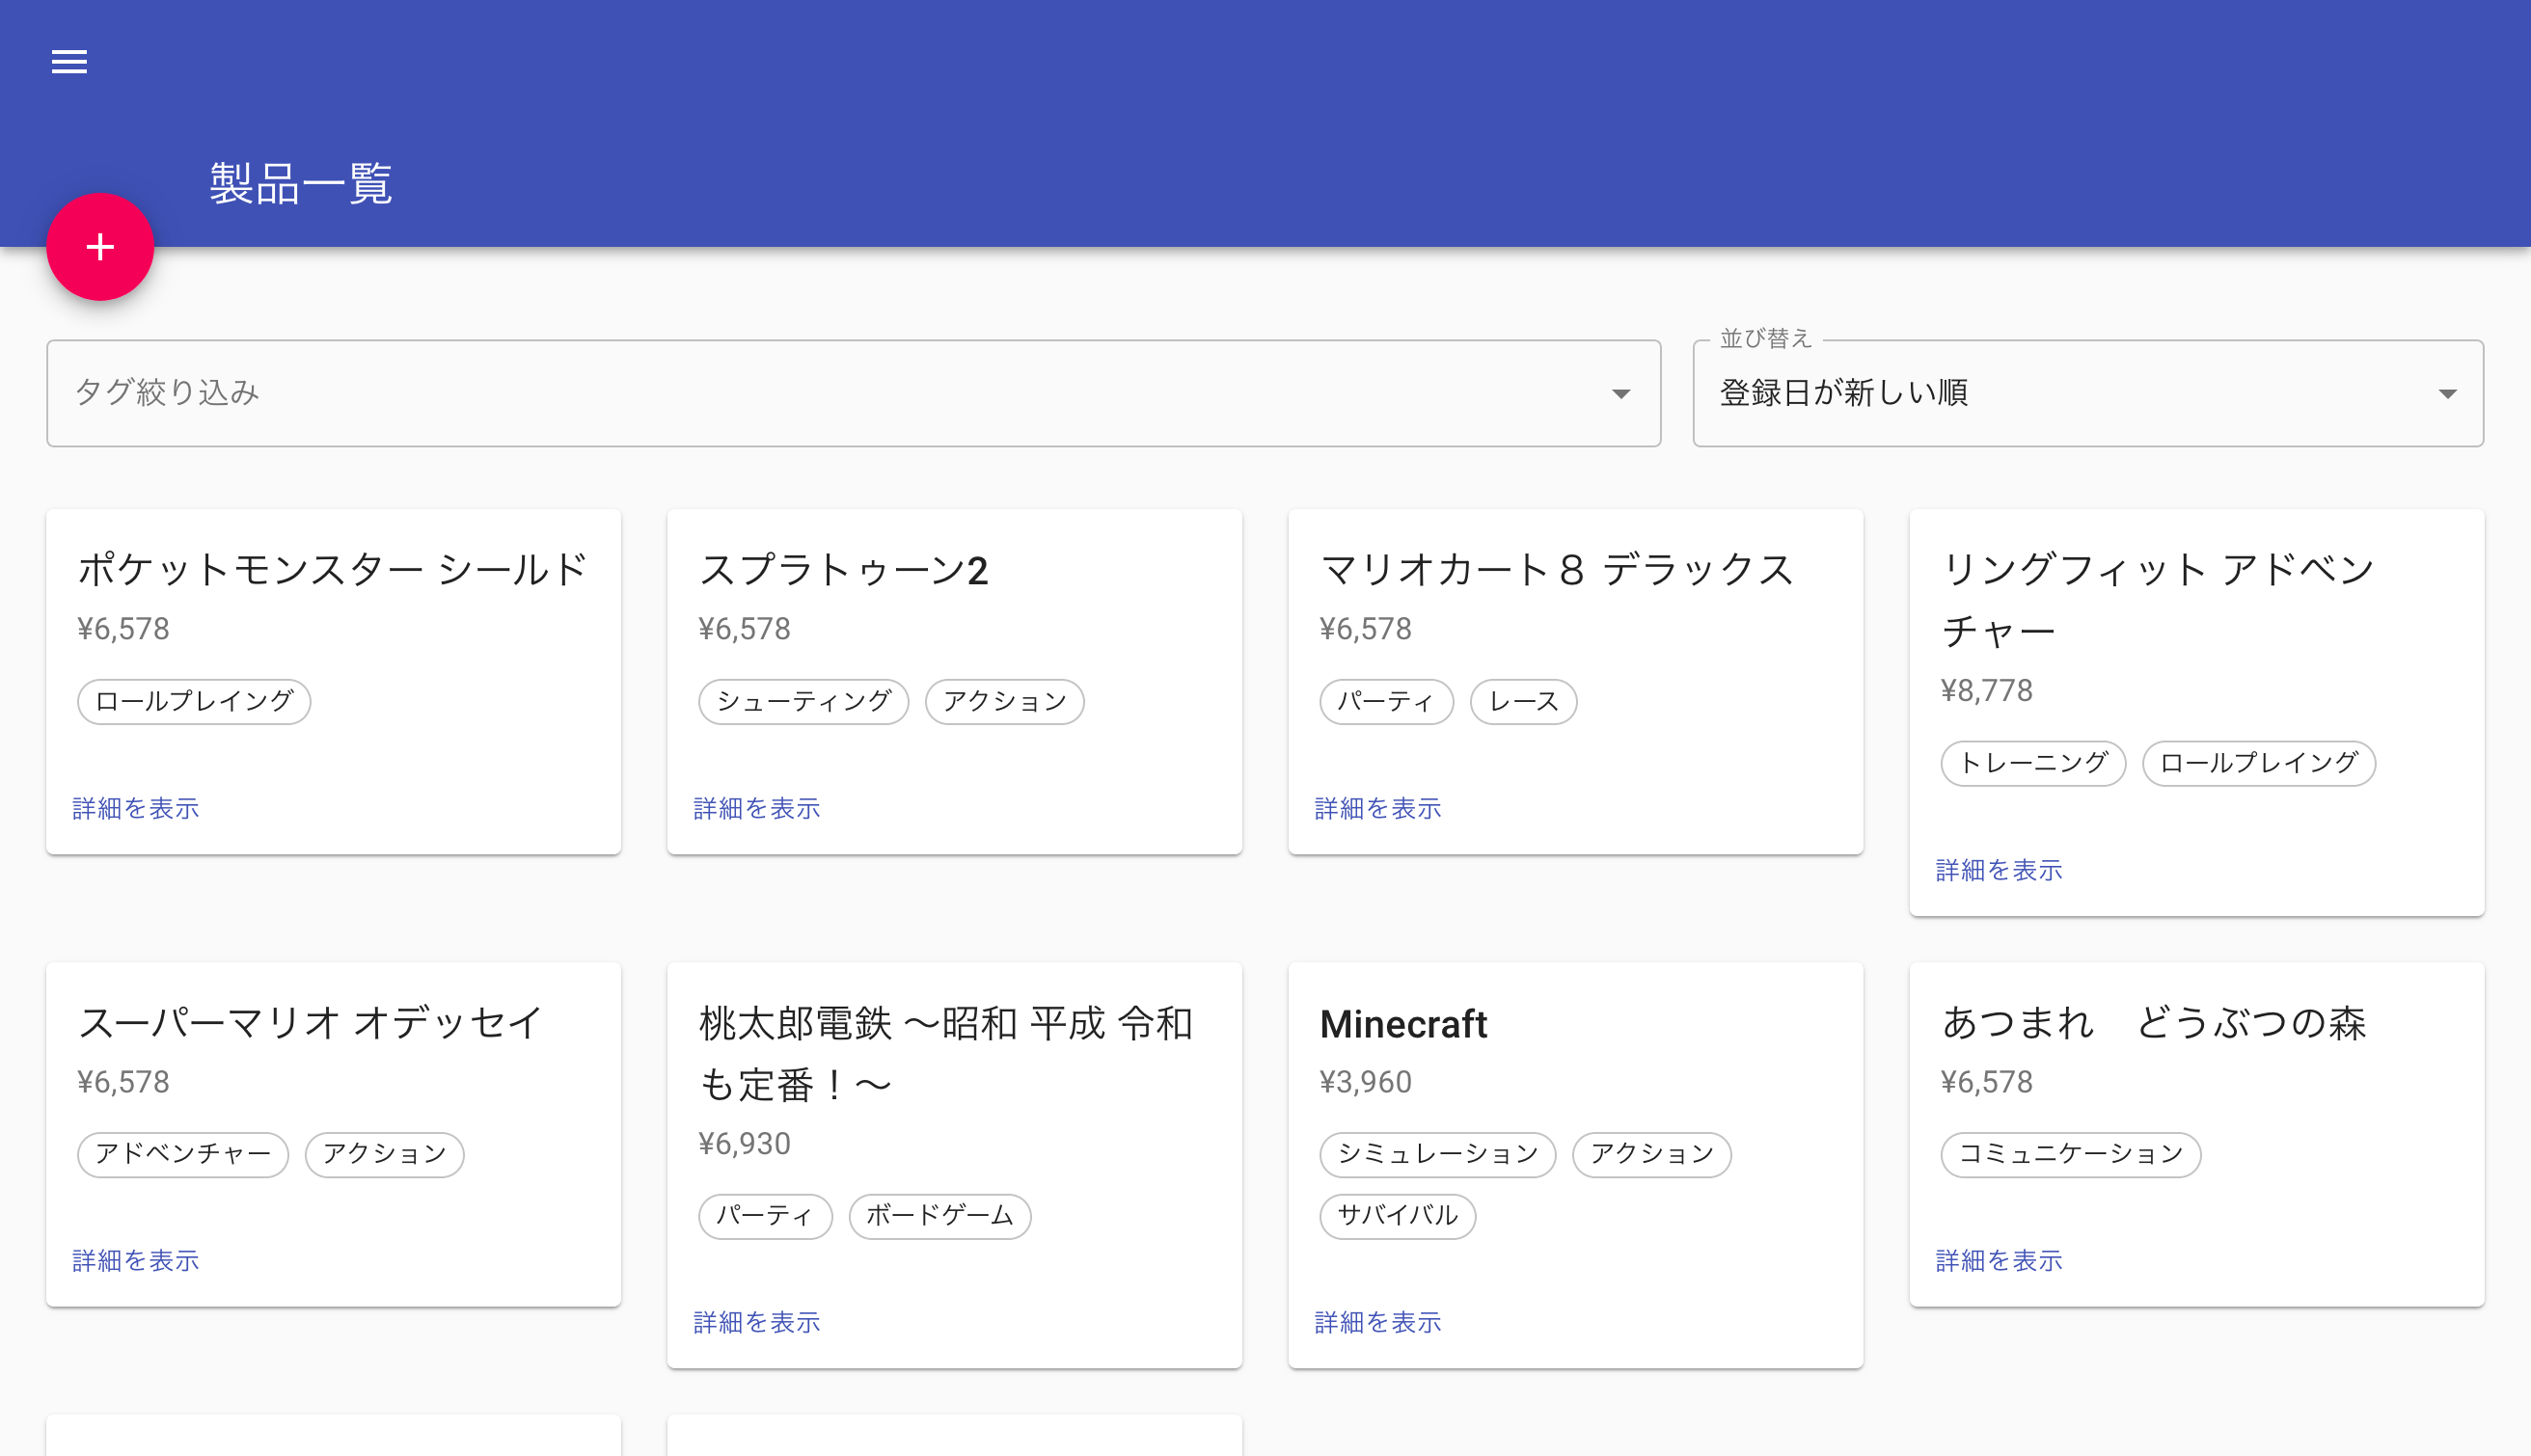 製品一覧
タグ絞り込み
並び替え
登録日が新しい順
ポケットモンスター シールド
¥6,578
ロールプレイング
詳細を表示
スプラトゥーン2
¥6,578
シューティング アクション
詳細を表示
マリオカート８ デラックス
¥6,578
パーティ レース
詳細を表示
リングフィット アドベン
チャー
¥8,778
トレーニング ロールプレイング
詳細を表示
スーパーマリオ オデッセイ
¥6,578
アドベンチャー アクション
詳細を表示
桃太郎電鉄 〜昭和 平成 令和
も定番！〜
¥6,930
パーティ ボードゲーム
詳細を表示
Minecraft
¥3,960
シミュレーション アクション
サバイバル
詳細を表示
あつまれ　どうぶつの森
¥6,578
コミュニケーション
詳細を表示